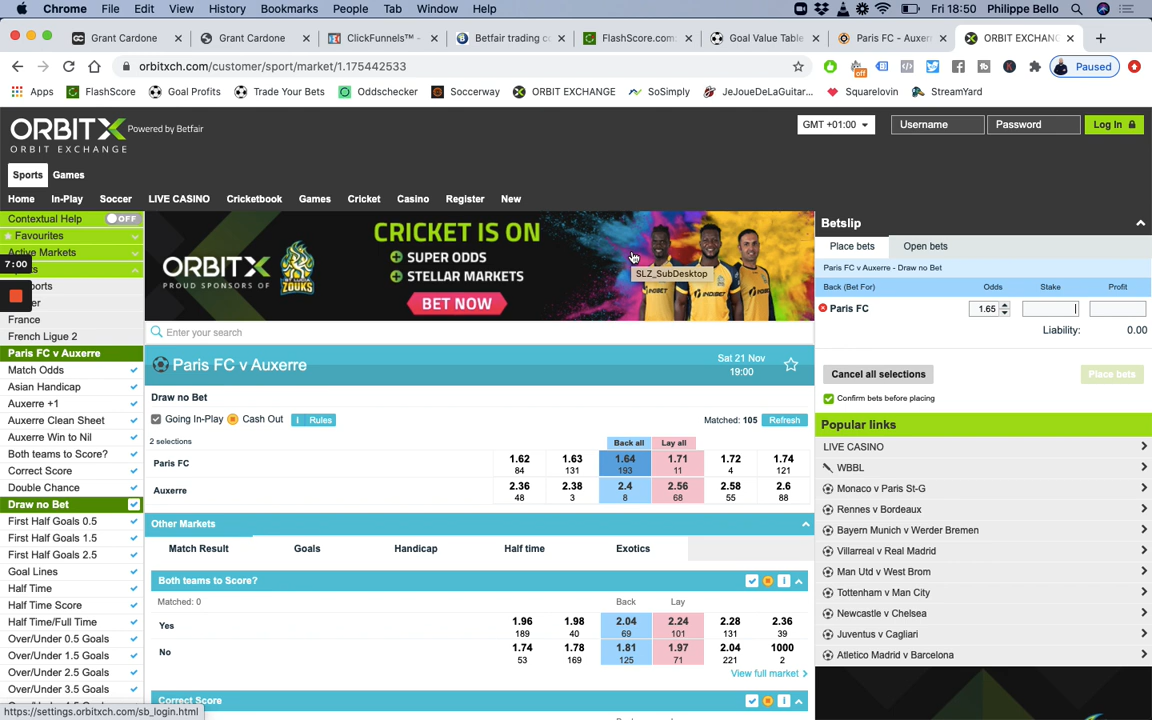 Chrome File Edit View History Bookmarks People Tab Window Help Fri 18:50 Philippe Bello
Grant Cardone Grant Cardone ClickFunnels™ - Betfair trading co FlashScore.com: Goal Value Table Paris FC - Auxerr ORBIT EXCHANG
orbitxch.com/customer/sport/market/1.175442533 off Paused
Apps FlashScore Goal Profits Trade Your Bets Oddschecker Soccerway ORBIT EXCHANGE SoSimply JeJoueDeLaGuitar... Squarelovin StreamYard
ORBITX Powered by Betfair
ORBIT EXCHANGE
GMT +01:00 Username Password Log In
Sports Games
Home In-Play Soccer LIVE CASINO Cricketbook Games Cricket Casino Register New
Contextual Help OFF
Favourites
Active Markets
7:00
France
French Ligue 2
Paris FC v Auxerre
Match Odds
Asian Handicap
Auxerre +1
Auxerre Clean Sheet
Auxerre Win to Nil
Both teams to Score?
Correct Score
Double Chance
Draw no Bet
First Half Goals 0.5
First Half Goals 1.5
First Half Goals 2.5
Goal Lines
Half Time
Half Time Score
Half Time/Full Time
Over/Under 0.5 Goals
Over/Under 1.5 Goals
Over/Under 2.5 Goals
Over/Under 3.5 Goals
https://settings.orbitxch.com/sb_login.html
ORBITX
PROUD SPONSORS OF
ZOUKS
CRICKET IS ON
SUPER ODDS
STELLAR MARKETS
BET NOW
SLZ_SubDesktop
Enter your search
Paris FC v Auxerre Sat 21 Nov
19:00
Draw no Bet
Going In-Play Cash Out Rules Matched: 105 Refresh
2 selections Back all Lay all
Paris FC 1.62 1.63 1.64 1.71 1.72 1.74
84 131 193 11 4 121
Auxerre 2.36 2.38 2.4 2.56 2.58 2.6
48 3 8 68 55 88
Other Markets
Match Result Goals Handicap Half time Exotics
Both teams to Score?
Matched: 0 Back Lay
Yes 1.96 1.98 2.04 2.24 2.28 2.36
189 40 69 101 131 39
No 1.74 1.78 1.81 1.97 2.04 1000
53 169 125 71 221 2
View full market
Correct Score
Betslip
Place bets Open bets
Paris FC v Auxerre - Draw no Bet
Back (Bet For) Odds Stake Profit
Paris FC 1.65
Liability: 0.00
Cancel all selections Place bets
Confirm bets before placing
Popular links
LIVE CASINO
WBBL
Monaco v Paris St-G
Rennes v Bordeaux
Bayern Munich v Werder Bremen
Villarreal v Real Madrid
Man Utd v West Brom
Tottenham v Man City
Newcastle v Chelsea
Juventus v Cagliari
Atletico Madrid v Barcelona